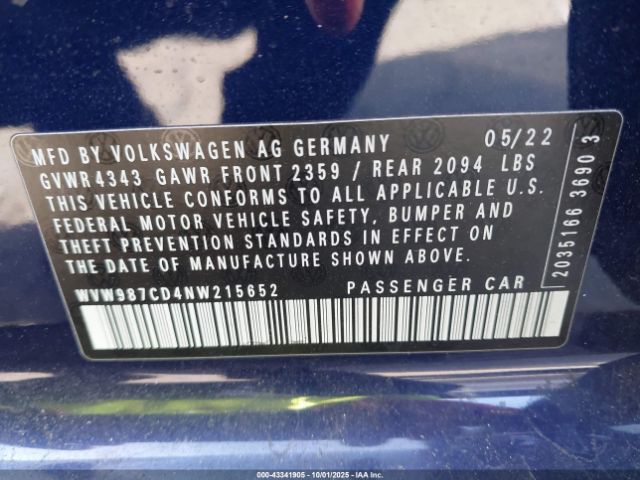 MFD BY VOLKSWAGEN AG GERMANY 05/22
GVWR 4343 GAWR FRONT 2359 / REAR 2094 LBS
THIS VEHICLE CONFORMS TO ALL APPLICABLE U.S.
FEDERAL MOTOR VEHICLE SAFETY, BUMPER AND
THEFT PREVENTION STANDARDS IN EFFECT ON
THE DATE OF MANUFACTURE SHOWN ABOVE.
WVW987CD4NW215652 PASSENGER CAR
2035166 3690 3
000-43341905 - 10/01/2025 - IAAI.COM